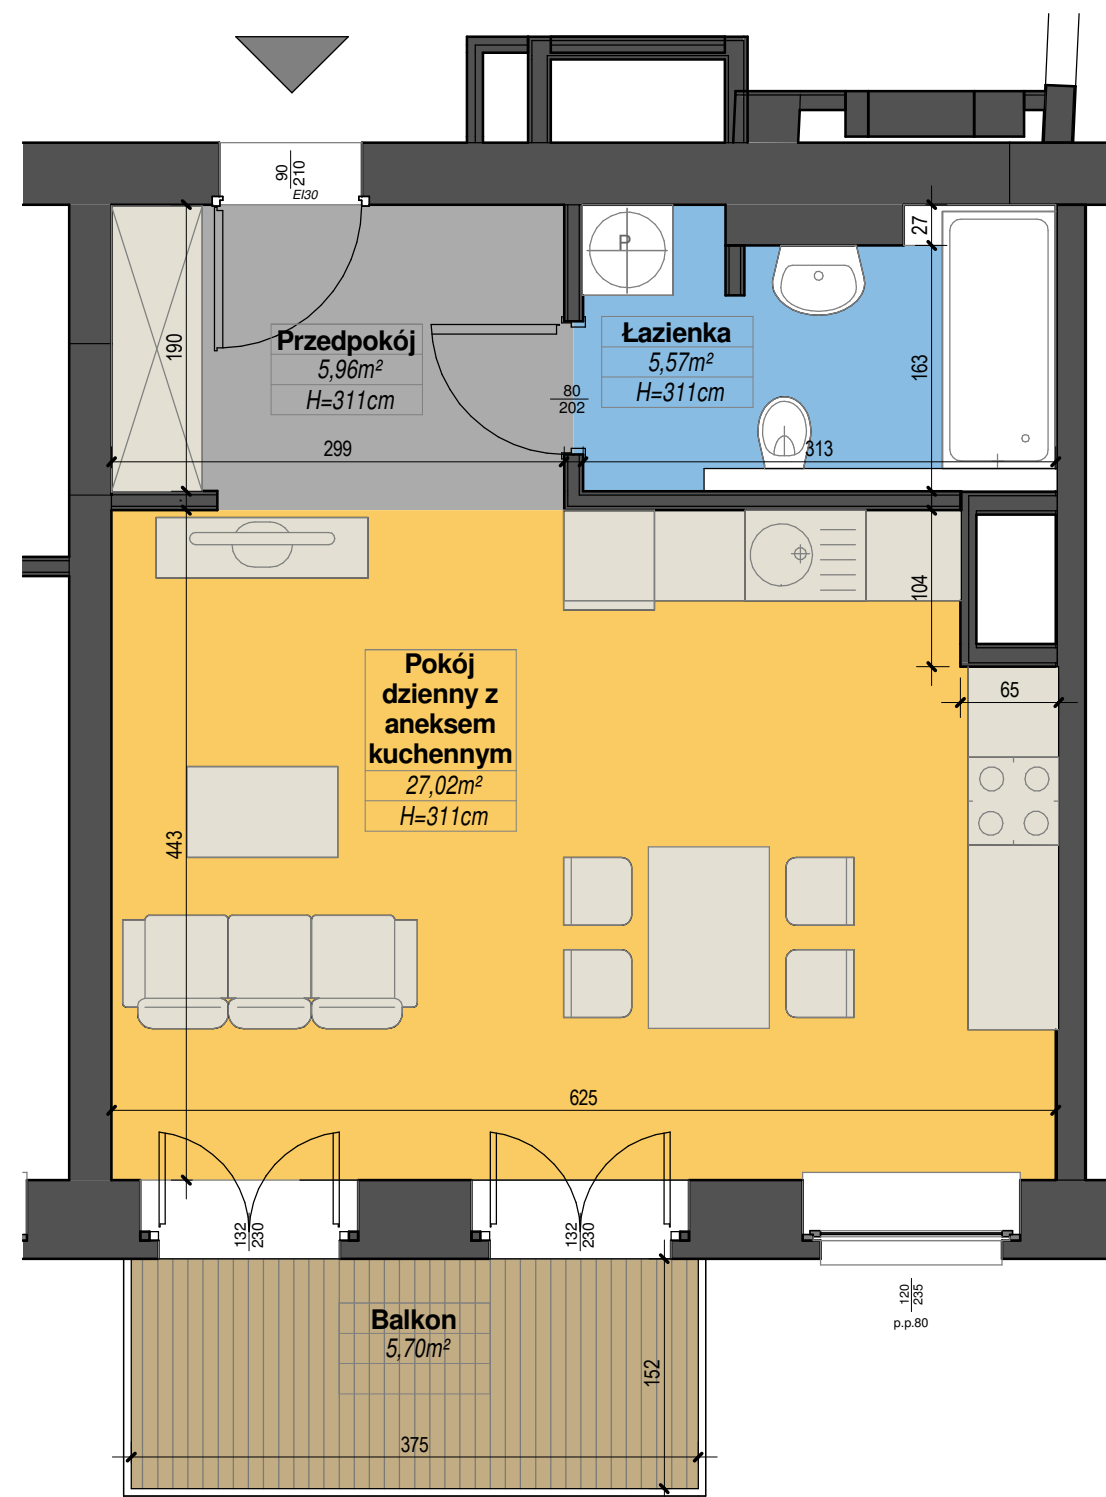 90
210
EI30
27
P
Przedpokój
5,96m²
H=311cm
Łazienka
5,57m²
H=311cm
190
163
80
202
299
313
104
65
Pokój
dzienny z
aneksem
kuchennym
27,02m²
H=311cm
443
625
132
230
132
230
120
235
p.p.80
Balkon
5,70m²
152
375